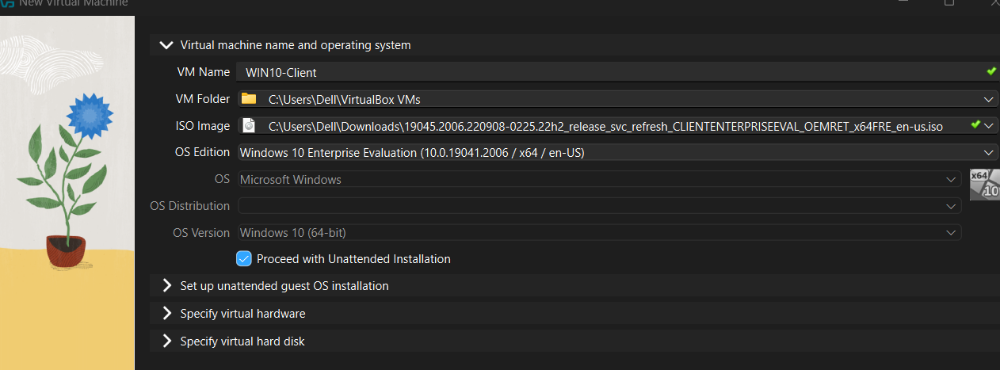 New Virtual Machine
Virtual machine name and operating system
VM Name WIN10-Client
VM Folder C:\Users\Dell\VirtualBox VMs
ISO Image C:\Users\Dell\Downloads\19045.2006.220908-0225.22h2_release_svc_refresh_CLIENTENTERPRISEEVAL_OEMRET_x64FRE_en-us.iso
OS Edition Windows 10 Enterprise Evaluation (10.0.19041.2006 / x64 / en-US)
OS Microsoft Windows
x64
10
OS Distribution
OS Version Windows 10 (64-bit)
Proceed with Unattended Installation
Set up unattended guest OS installation
Specify virtual hardware
Specify virtual hard disk